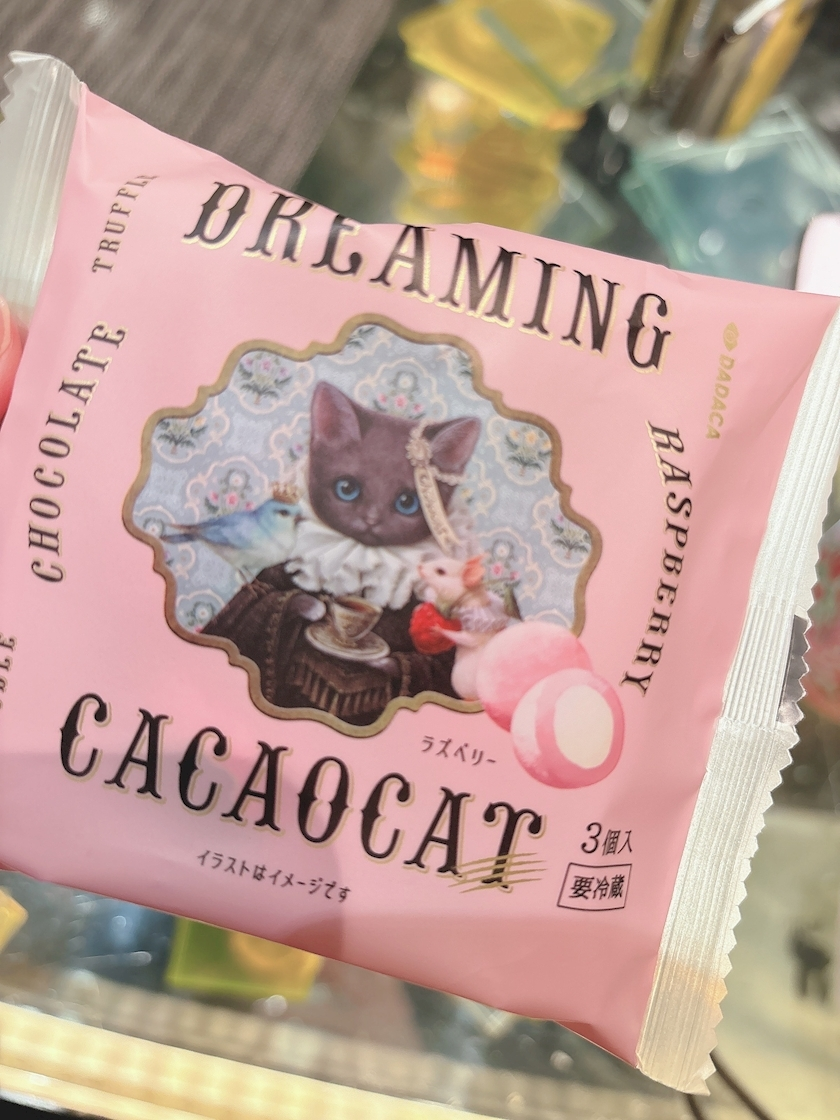 DREAMING
TRUFFLE
CHOCOLATE
DADACA
RASPBERRY
ラズベリー
CACAOCAT
3個入
要冷蔵
イラストはイメージです